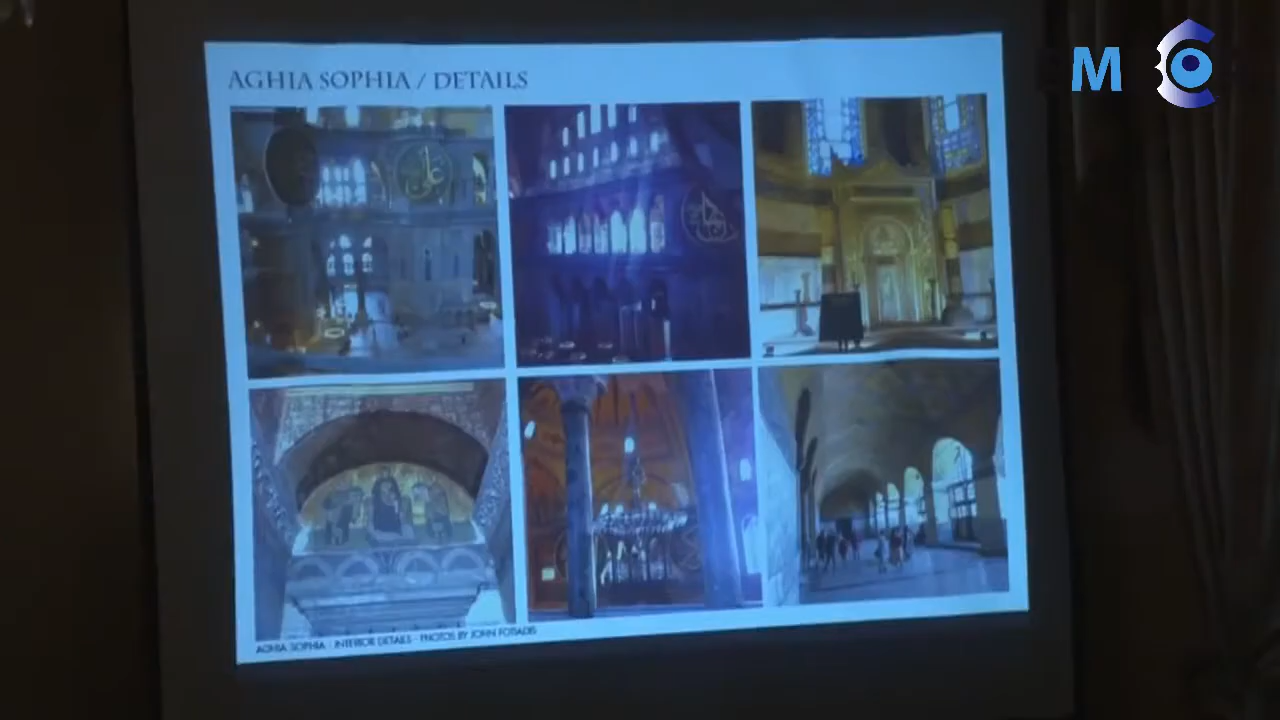 AGHIA SOPHIA / DETAILS
M
AGHIA SOPHIA - INTERIOR DETAILS - PHOTOS BY JOHN FOTIADIS